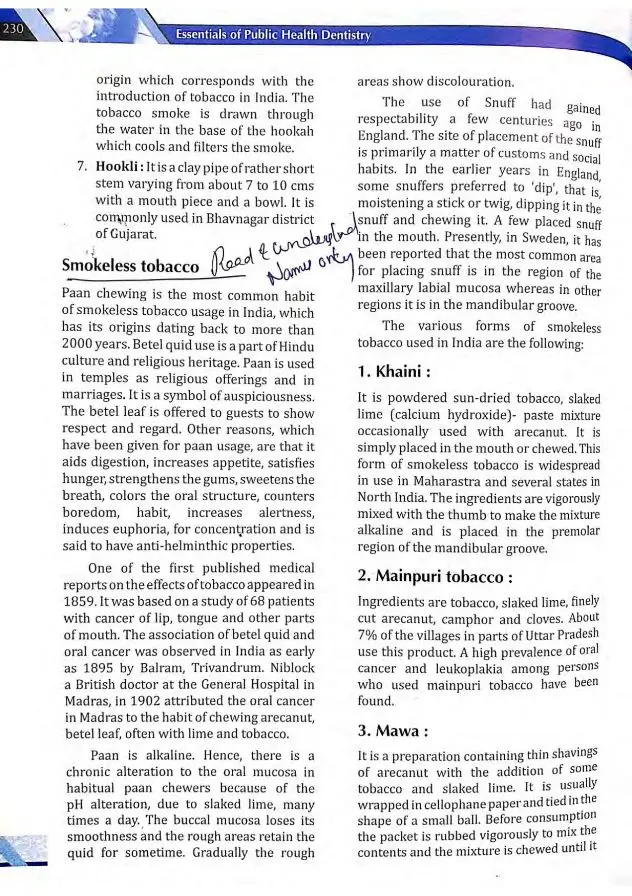 230
Essentials of Public Health Dentistry
origin which corresponds with the
introduction of tobacco in India. The
tobacco smoke is drawn through
the water in the base of the hookah
which cools and filters the smoke.
7. Hookli : It is a clay pipe of rather short
stem varying from about 7 to 10 cms
with a mouth piece and a bowl. It is
commonly used in Bhavnagar district
of Gujarat.
Smokeless tobacco
Read & understand
Names only
Paan chewing is the most common habit
of smokeless tobacco usage in India, which
has its origins dating back to more than
2000 years. Betel quid use is a part of Hindu
culture and religious heritage. Paan is used
in temples as religious offerings and in
marriages. It is a symbol of auspiciousness.
The betel leaf is offered to guests to show
respect and regard. Other reasons, which
have been given for paan usage, are that it
aids digestion, increases appetite, satisfies
hunger, strengthens the gums, sweetens the
breath, colors the oral structure, counters
boredom, habit, increases alertness,
induces euphoria, for concentration and is
said to have anti-helminthic properties.
One of the first published medical
reports on the effects of tobacco appeared in
1859. It was based on a study of 68 patients
with cancer of lip, tongue and other parts
of mouth. The association of betel quid and
oral cancer was observed in India as early
as 1895 by Balram, Trivandrum. Niblock
a British doctor at the General Hospital in
Madras, in 1902 attributed the oral cancer
in Madras to the habit of chewing arecanut,
betel leaf, often with lime and tobacco.
Paan is alkaline. Hence, there is a
chronic alteration to the oral mucosa in
habitual paan chewers because of the
pH alteration, due to slaked lime, many
times a day. The buccal mucosa loses its
smoothness and the rough areas retain the
quid for sometime. Gradually the rough
areas show discolouration.
The use of Snuff had gained
respectability a few centuries ago in
England. The site of placement of the snuff
is primarily a matter of customs and social
habits. In the earlier years in England,
some snuffers preferred to 'dip', that is,
moistening a stick or twig, dipping it in the
snuff and chewing it. A few placed snuff
in the mouth. Presently, in Sweden, it has
been reported that the most common area
for placing snuff is in the region of the
maxillary labial mucosa whereas in other
regions it is in the mandibular groove.
The various forms of smokeless
tobacco used in India are the following:
1. Khaini :
It is powdered sun-dried tobacco, slaked
lime (calcium hydroxide)- paste mixture
occasionally used with arecanut. It is
simply placed in the mouth or chewed. This
form of smokeless tobacco is widespread
in use in Maharastra and several states in
North India. The ingredients are vigorously
mixed with the thumb to make the mixture
alkaline and is placed in the premolar
region of the mandibular groove.
2. Mainpuri tobacco :
Ingredients are tobacco, slaked lime, finely
cut arecanut, camphor and cloves. About
7% of the villages in parts of Uttar Pradesh
use this product. A high prevalence of oral
cancer and leukoplakia among persons
who used mainpuri tobacco have been
found.
3. Mawa :
It is a preparation containing thin shavings
of arecanut with the addition of some
tobacco and slaked lime. It is usually
wrapped in cellophane paper and tied in the
shape of a small ball. Before consumption
the packet is rubbed vigorously to mix the
contents and the mixture is chewed until it